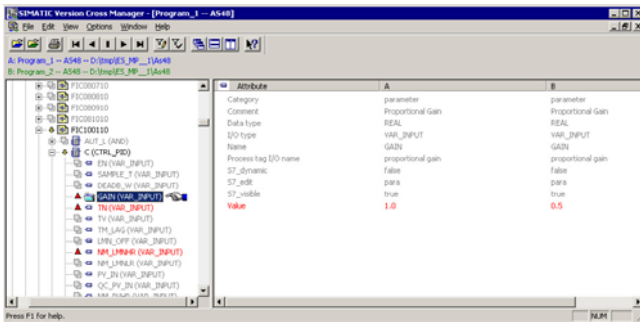 SIMATIC Version Cross Manager - [Program_1 -- AS48]
File Edit View Options Window Help
A: Program_1 -- AS48 -- D:\tmp\ES_MP__1\As48
B: Program_2 -- AS48 -- D:\tmp\ES_MP__1\As48
FIC080710
FIC080810
FIC080910
FIC081010
FIC100110
AUT_L (AND)
C (CTRL_PID)
EN (VAR_INPUT)
SAMPLE_T (VAR_INPUT)
DEADB_W (VAR_INPUT)
GAIN (VAR_INPUT)
TN (VAR_INPUT)
TV (VAR_INPUT)
TM_LAG (VAR_INPUT)
LMN_OFF (VAR_INPUT)
NM_LMNHR (VAR_INPUT)
NM_LMNLR (VAR_INPUT)
PV_IN (VAR_INPUT)
QC_PV_IN (VAR_INPUT)
Attribute A B
Category parameter parameter
Comment Proportional Gain Proportional Gain
Data type REAL REAL
I/O type VAR_INPUT VAR_INPUT
Name GAIN GAIN
Process tag I/O name proportional gain proportional gain
S7_dynamic false false
S7_edit para para
S7_visible true true
Value 1.0 0.5
Press F1 for help. NUM